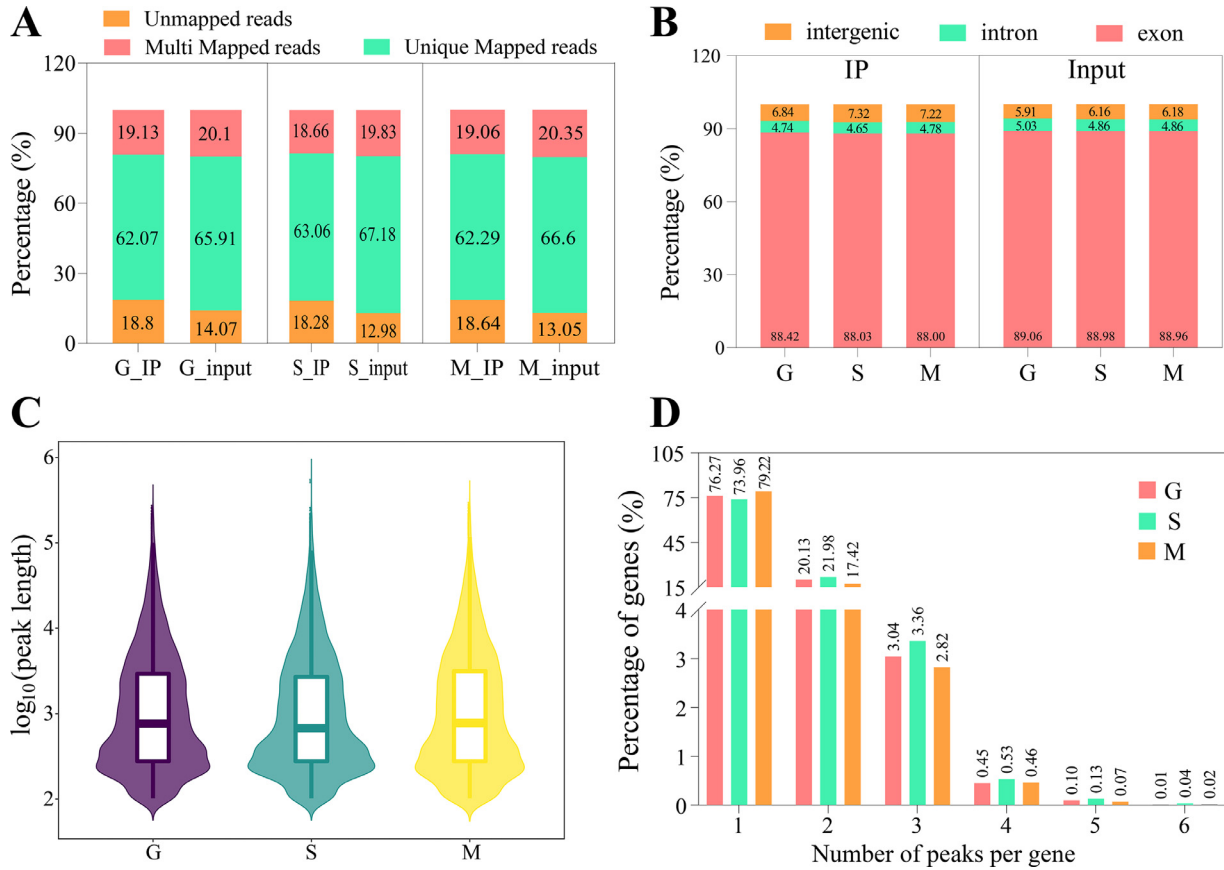 A
Unmapped reads
Multi Mapped reads
Unique Mapped reads
Percentage (%)
120
90
60
30
0
19.13
20.1
18.66
19.83
19.06
20.35
62.07
65.91
63.06
67.18
62.29
66.6
18.8
14.07
18.28
12.98
18.64
13.05
G_IP
G_input
S_IP
S_input
M_IP
M_input
B
intergenic
intron
exon
Percentage (%)
120
90
60
30
0
IP
Input
6.84
7.32
7.22
5.91
6.16
6.18
4.74
4.65
4.78
5.03
4.86
4.86
88.42
88.03
88.00
89.06
88.98
88.96
G
S
M
G
S
M
C
log₁₀(peak length)
6
5
4
3
2
G
S
M
D
Percentage of genes (%)
105
75
45
15
4
3
2
1
0
G
S
M
76.27
73.96
79.22
20.13
21.98
17.42
3.04
3.36
2.82
0.45
0.53
0.46
0.10
0.13
0.07
0.01
0.04
0.02
1
2
3
4
5
6
Number of peaks per gene